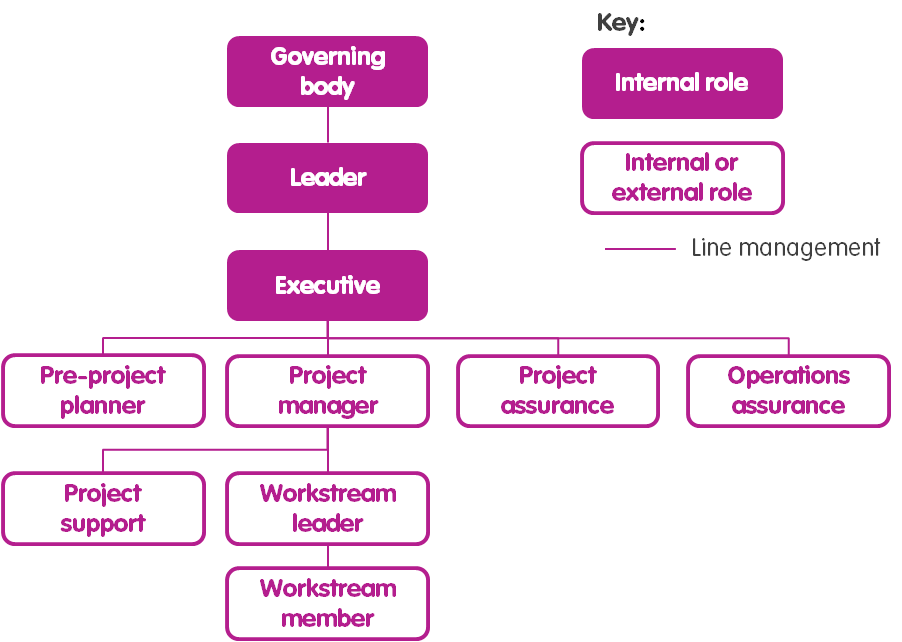 Key:
Governing
body
Internal role
Leader
Internal or
external role
Line management
Executive
Pre-project
planner
Project
manager
Project
assurance
Operations
assurance
Project
support
Workstream
leader
Workstream
member